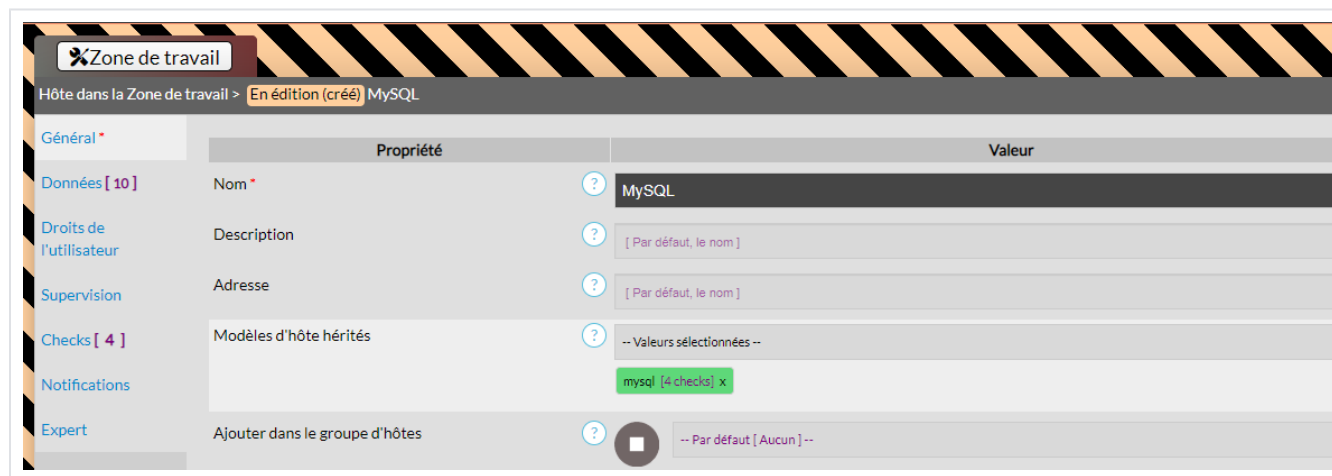 Zone de travail
Hôte dans la Zone de travail > En édition (créé) MySQL
Général *
Propriété Valeur
Données [ 10 ]
Nom * ? MySQL
Droits de
l'utilisateur
Description ? [ Par défaut, le nom ]
Supervision
Adresse ? [ Par défaut, le nom ]
Checks [ 4 ]
Modèles d'hôte hérités ? -- Valeurs sélectionnées --
mysql [4 checks] x
Notifications
Expert
Ajouter dans le groupe d'hôtes ? -- Par défaut [ Aucun ] --